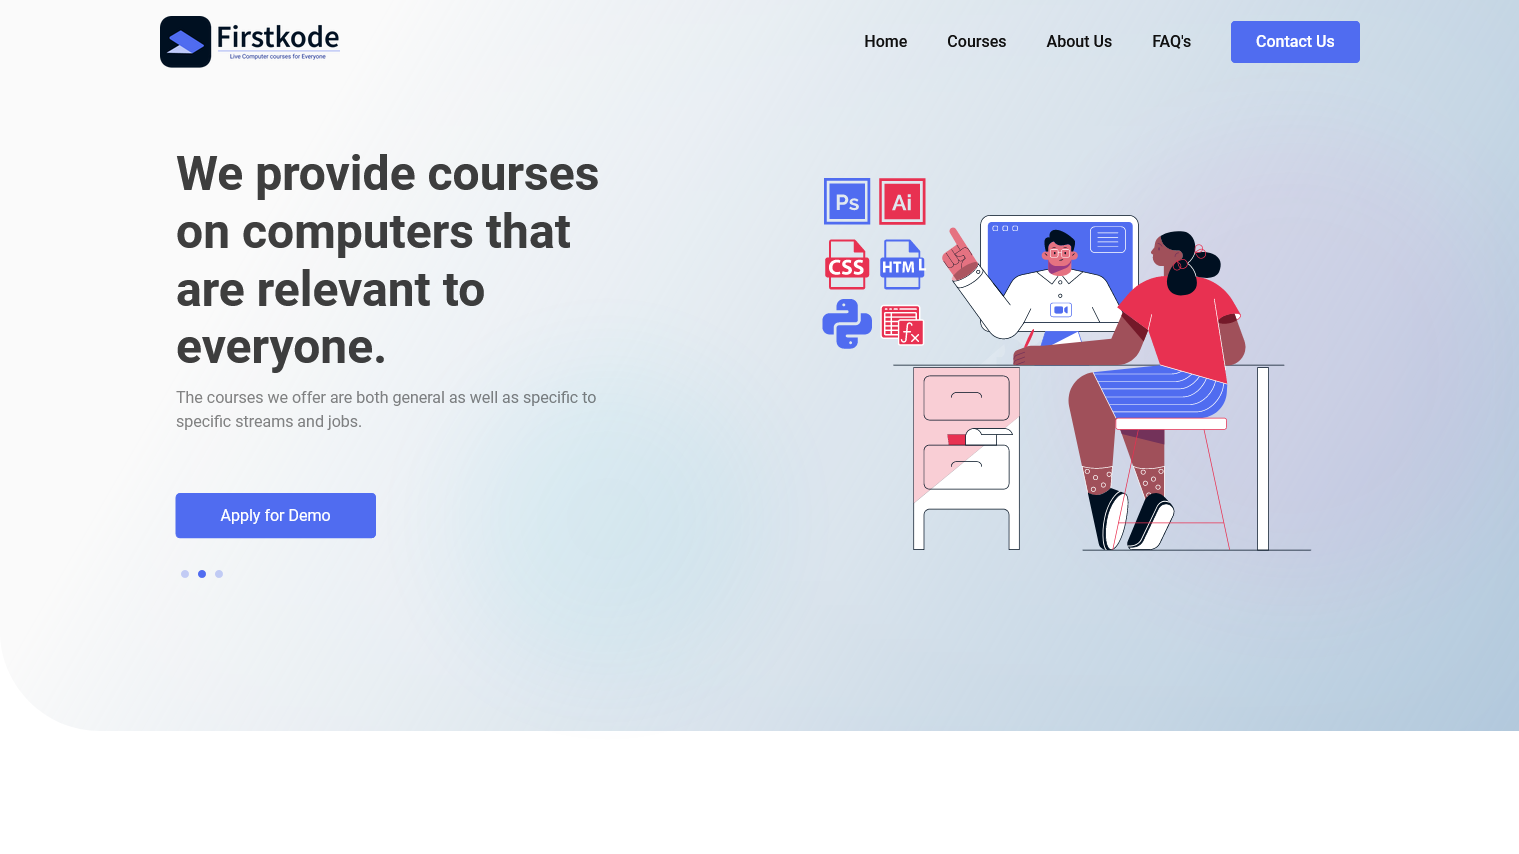 Firstkode
Live Computer courses for Everyone
Home
Courses
About Us
FAQ's
Contact Us
We provide courses
on computers that
are relevant to
everyone.
The courses we offer are both general as well as specific to
specific streams and jobs.
Apply for Demo
Ps
Ai
CSS
HTML
fx